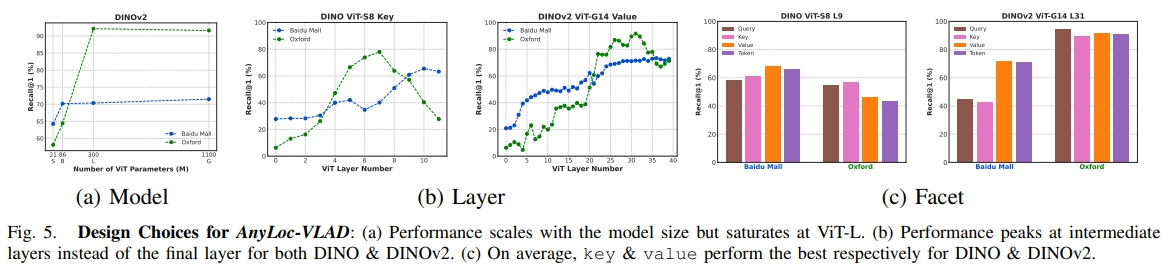 DINOv2
Recall@1 (%)
90
85
80
75
70
65
60
Baidu Mall
Oxford
21 86 300 1100
S B L G
Number of ViT Parameters (M)
(a) Model
DINO ViT-S8 Key
Baidu Mall
Oxford
Recall@1 (%)
100
80
60
40
20
0
0 2 4 6 8 10
ViT Layer Number
DINOv2 ViT-G14 Value
Baidu Mall
Oxford
Recall@1 (%)
100
80
60
40
20
0
0 5 10 15 20 25 30 35 40
ViT Layer Number
(b) Layer
DINO ViT-S8 L9
Query
Key
Value
Token
Recall@1 (%)
100
80
60
40
20
0
Baidu Mall Oxford
DINOv2 ViT-G14 L31
Query
Key
Value
Token
Recall@1 (%)
100
80
60
40
20
0
Baidu Mall Oxford
(c) Facet
Fig. 5. Design Choices for AnyLoc-VLAD: (a) Performance scales with the model size but saturates at ViT-L. (b) Performance peaks at intermediate
layers instead of the final layer for both DINO & DINOv2. (c) On average, key & value perform the best respectively for DINO & DINOv2.